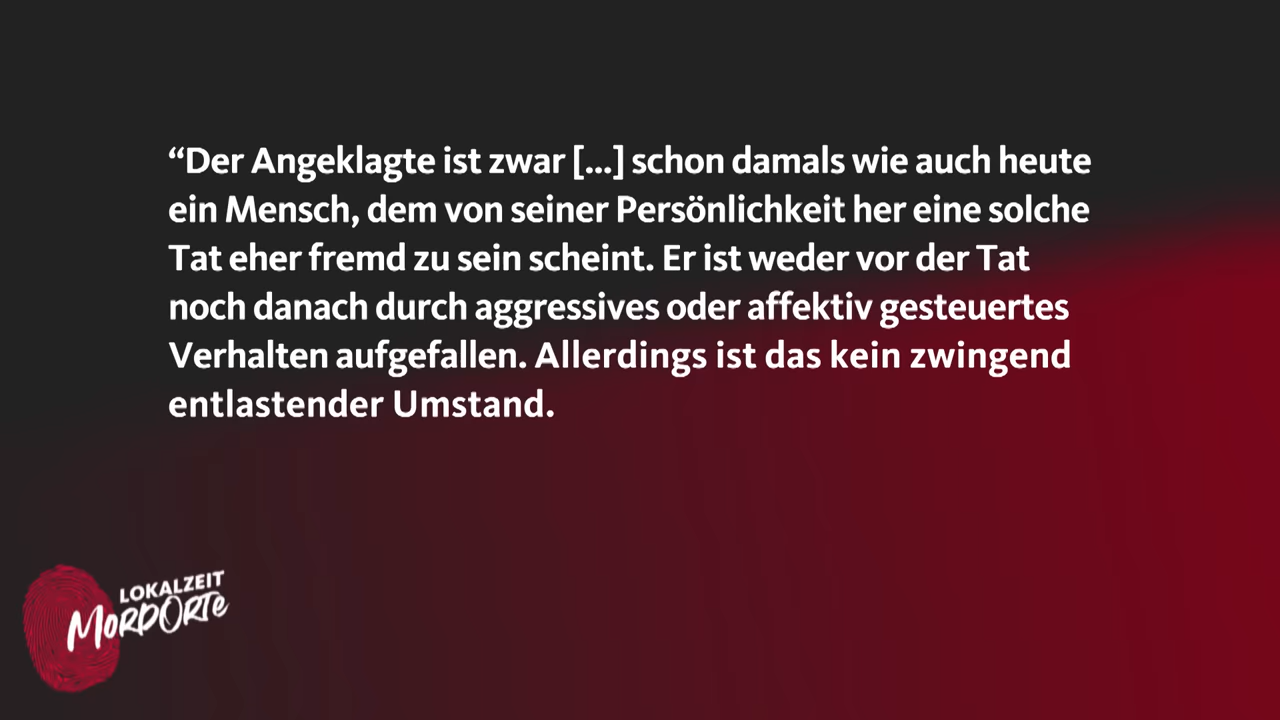 “Der Angeklagte ist zwar [...] schon damals wie auch heute
ein Mensch, dem von seiner Persönlichkeit her eine solche
Tat eher fremd zu sein scheint. Er ist weder vor der Tat
noch danach durch aggressives oder affektiv gesteuertes
Verhalten aufgefallen. Allerdings ist das kein zwingend
entlastender Umstand.
LOKALZEIT
MORDORTE